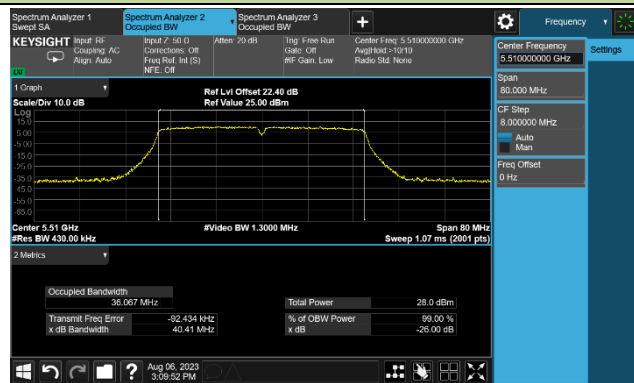 Spectrum Analyzer 1
Swept SA
Spectrum Analyzer 2
Occupied BW
Spectrum Analyzer 3
Occupied BW
+
Frequency
KEYSIGHT
Input: RF
Coupling: AC
Align: Auto
Input Z: 50 Ω
Corrections: Off
Freq Ref: Int (S)
NFE: Off
Atten: 20 dB
Trig: Free Run
Gate: Off
#IF Gain: Low
Center Freq: 5.510000000 GHz
Avg|Hold:>10/10
Radio Std: None
Center Frequency
5.510000000 GHz
Settings
Span
80.000 MHz
CF Step
8.000000 MHz
Auto
Man
Freq Offset
0 Hz
1 Graph
Scale/Div 10.0 dB
Ref Lvl Offset 22.40 dB
Ref Value 25.00 dBm
Log
15.0
5.00
-5.00
-15.0
-25.0
-35.0
-45.0
-55.0
-65.0
Center 5.51 GHz
#Res BW 430.00 kHz
#Video BW 1.3000 MHz
Span 80 MHz
Sweep 1.07 ms (2001 pts)
2 Metrics
Occupied Bandwidth
36.067 MHz
Total Power 28.0 dBm
Transmit Freq Error -92.434 kHz
% of OBW Power 99.00 %
x dB Bandwidth 40.41 MHz
x dB -26.00 dB
?
Aug 06, 2023
3:09:52 PM